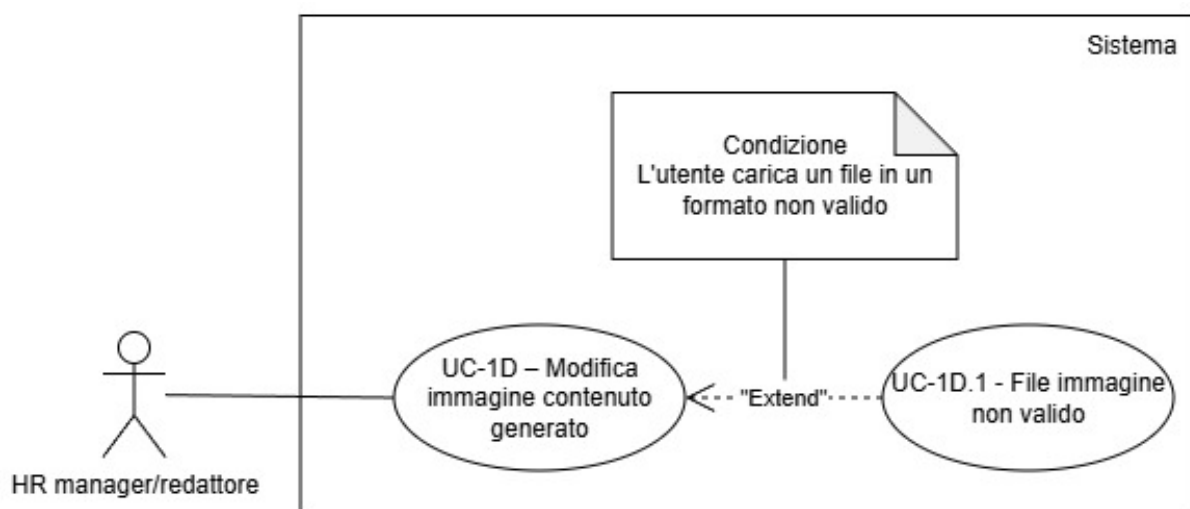 Sistema
Condizione
L'utente carica un file in un
formato non valido
UC-1D – Modifica
immagine contenuto
generato
"Extend"
UC-1D.1 - File immagine
non valido
HR manager/redattore